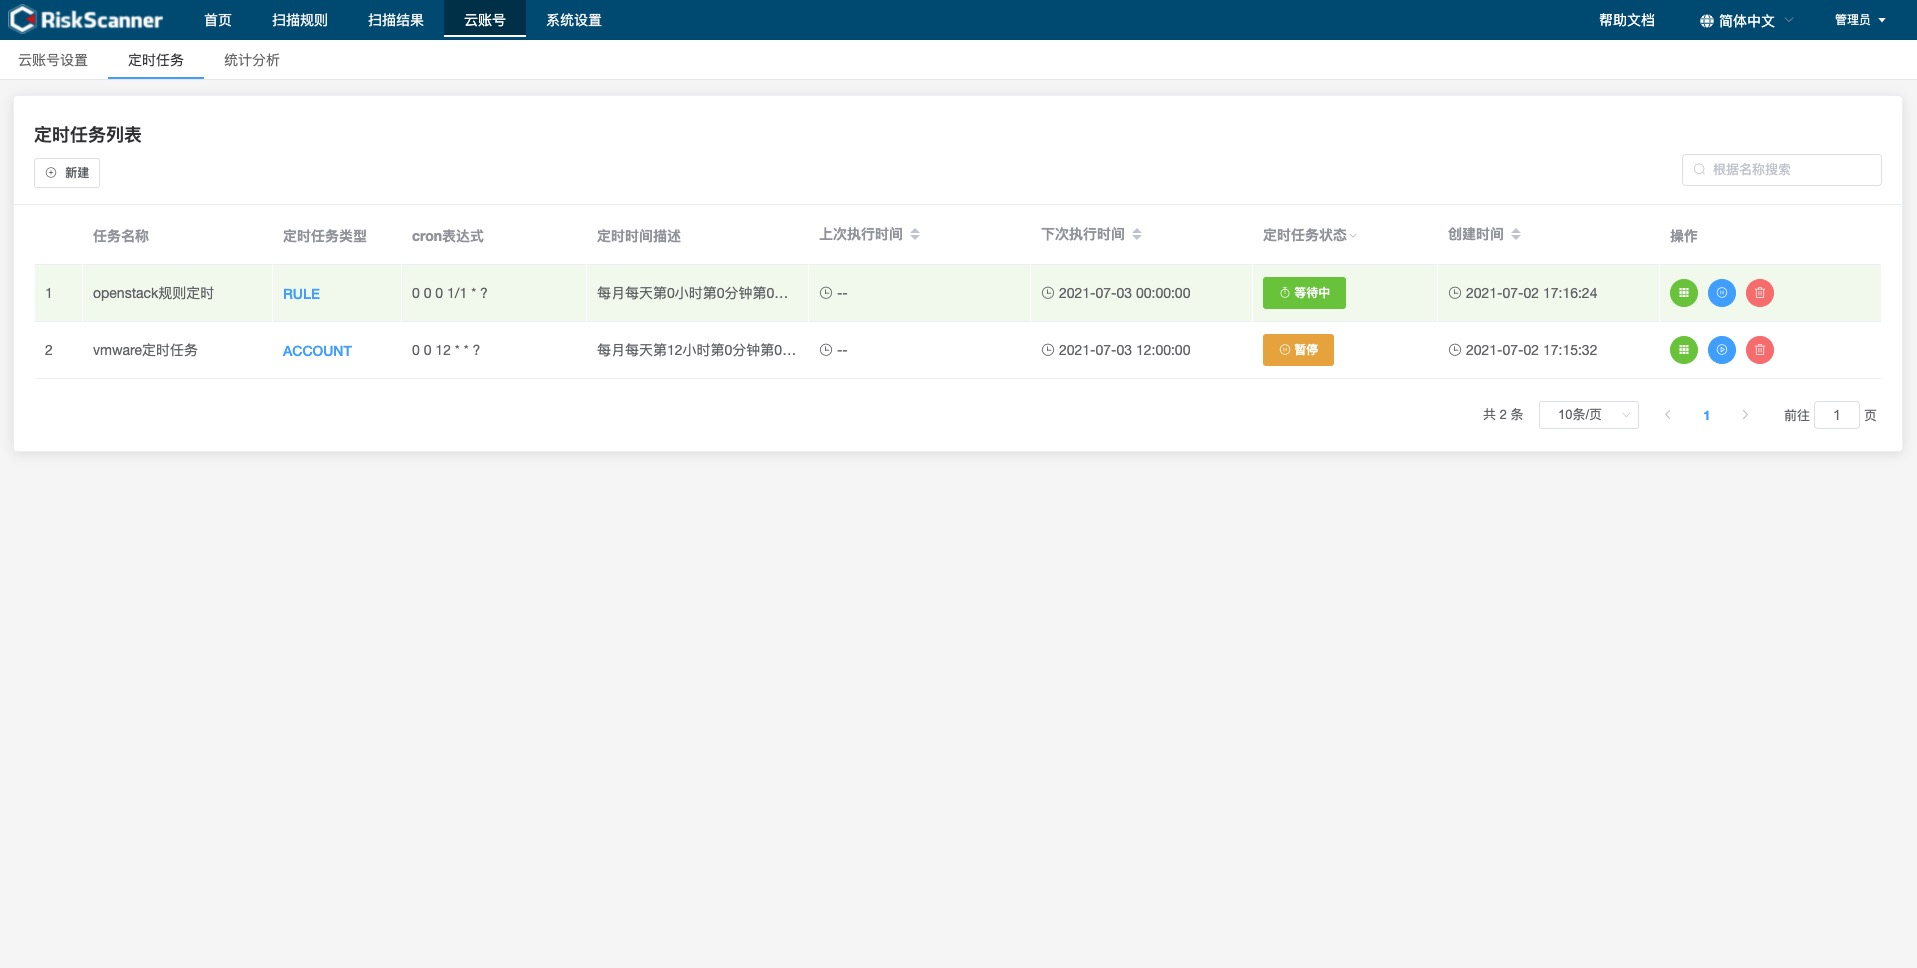 RiskScanner 首页 扫描规则 扫描结果 云账号 系统设置 帮助文档 简体中文 管理员
云账号设置 定时任务 统计分析
定时任务列表
新建
根据名称搜索
任务名称 定时任务类型 cron表达式 定时时间描述 上次执行时间 下次执行时间 定时任务状态 创建时间 操作
1 openstack规则定时 RULE 0 0 0 1/1 * ? 每月每天第0小时第0分钟第0... -- 2021-07-03 00:00:00 等待中 2021-07-02 17:16:24
2 vmware定时任务 ACCOUNT 0 0 12 * * ? 每月每天第12小时第0分钟第0... -- 2021-07-03 12:00:00 暂停 2021-07-02 17:15:32
共 2 条 10条/页 1 前往 1 页